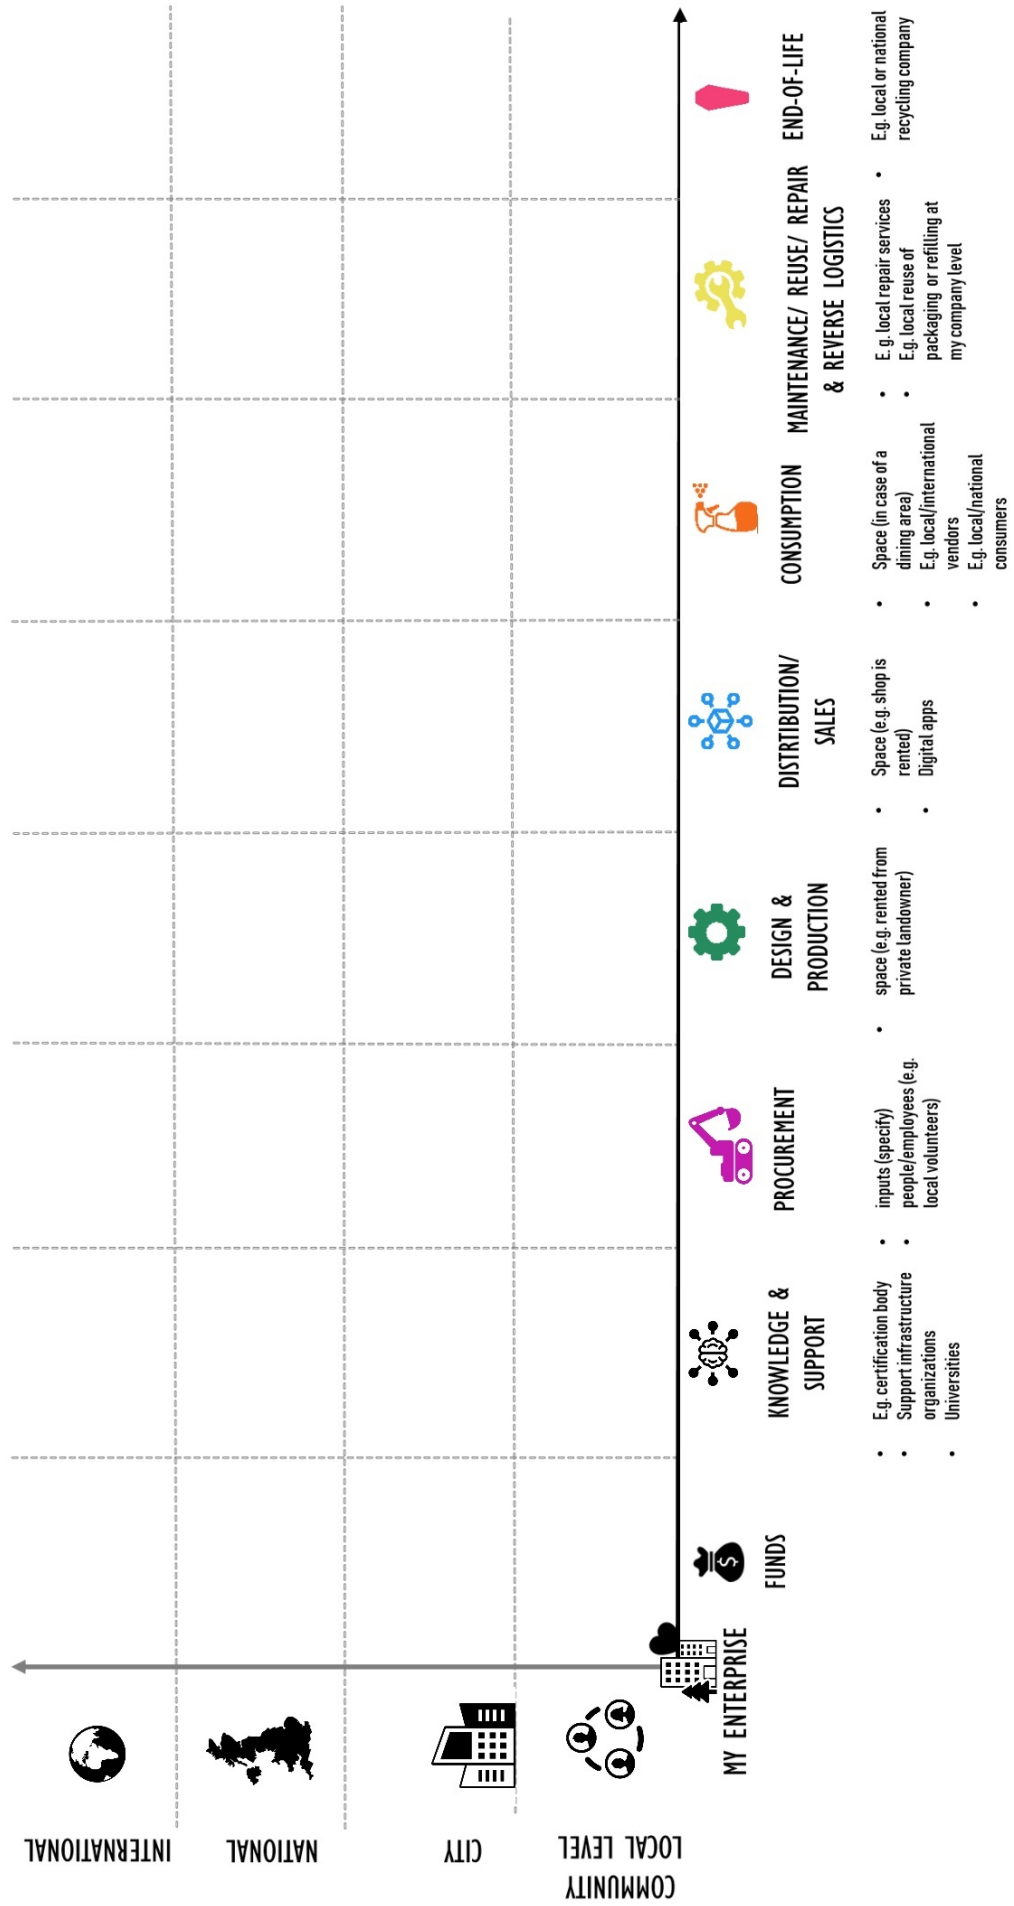 INTERNATIONAL
NATIONAL
CITY
COMMUNITY
LOCAL LEVEL
MY ENTERPRISE
$
FUNDS
KNOWLEDGE &
SUPPORT
• E.g. certification body
• Support infrastructure
organizations
• Universities
PROCUREMENT
• inputs (specify)
• people/employees (e.g.
local volunteers)
DESIGN &
PRODUCTION
• space (e.g. rented from
private landowner)
DISTRTIBUTION/
SALES
• Space (e.g. shop is
rented)
• Digital apps
CONSUMPTION
• Space (in case of a
dining area)
• E.g. local/international
vendors
• E.g. local/national
consumers
MAINTENANCE/ REUSE/ REPAIR
& REVERSE LOGISTICS
• E. g. local repair services
• E.g. local reuse of
packaging or refilling at
my company level
END-OF-LIFE
• E.g. local or national
recycling company